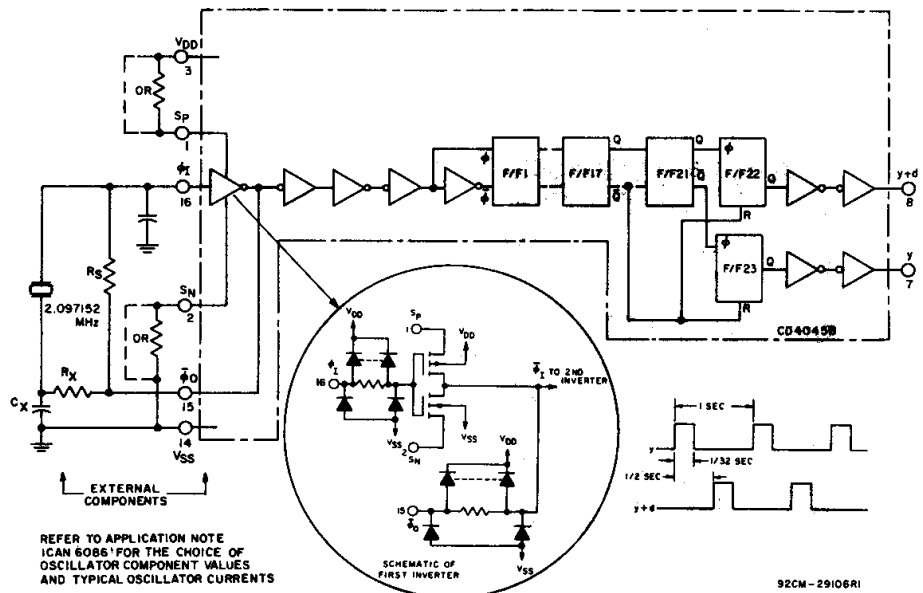 VDD
3
OR
SP
1
ϕI
16
RS
2.097152
MHz
SN
2
OR
RX
ϕ̅O
15
CX
14
VSS
EXTERNAL
COMPONENTS
REFER TO APPLICATION NOTE
ICAN 6086' FOR THE CHOICE OF
OSCILLATOR COMPONENT VALUES
AND TYPICAL OSCILLATOR CURRENTS
ϕ
ϕ̅
F/F1
F/F17
Q
Q̅
F/F21
Q
Q̅
ϕ
F/F22
Q
R
y+d
8
ϕ
F/F23
Q
R
y
7
CD4045B
SP
1
VDD
VDD
ϕI
16
VSS
VSS
2
SN
ϕ̅I TO 2ND
INVERTER
VDD
15
ϕ̅O
VSS
SCHEMATIC OF
FIRST INVERTER
1 SEC
y
1/32 SEC
1/2 SEC
y+d
92CM-29106R1